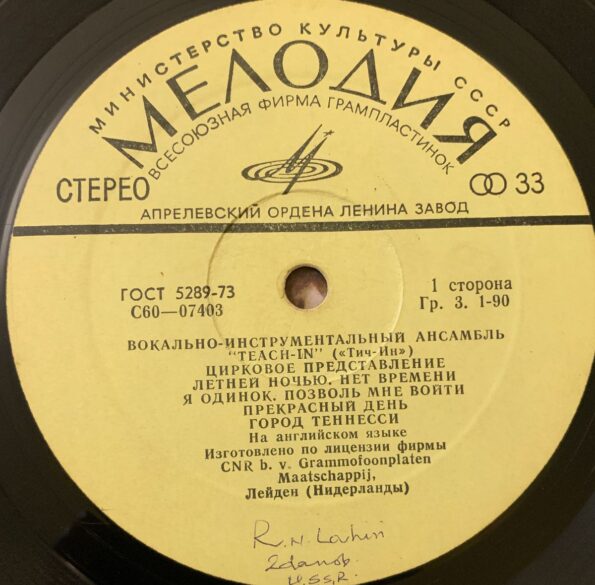 МИНИСТЕРСТВО КУЛЬТУРЫ СССР
МЕЛОДИЯ
ВСЕСОЮЗНАЯ ФИРМА ГРАМПЛАСТИНОК
СТЕРЕО
33
АПРЕЛЕВСКИЙ ОРДЕНА ЛЕНИНА ЗАВОД
ГОСТ 5289-73
С60—07403
1 сторона
Гр. 3. 1-90
ВОКАЛЬНО-ИНСТРУМЕНТАЛЬНЫЙ АНСАМБЛЬ
"TEACH-IN" («Тич-Ин»)
ЦИРКОВОЕ ПРЕДСТАВЛЕНИЕ
ЛЕТНЕЙ НОЧЬЮ. НЕТ ВРЕМЕНИ
Я ОДИНОК. ПОЗВОЛЬ МНЕ ВОЙТИ
ПРЕКРАСНЫЙ ДЕНЬ
ГОРОД ТЕННЕССИ
На английском языке
Изготовлено по лицензии фирмы
CNR b. v. Grammofoonplaten
Maatschappij,
Лейден (Нидерланды)
R. N.
Zdanob
U.S.S.R.